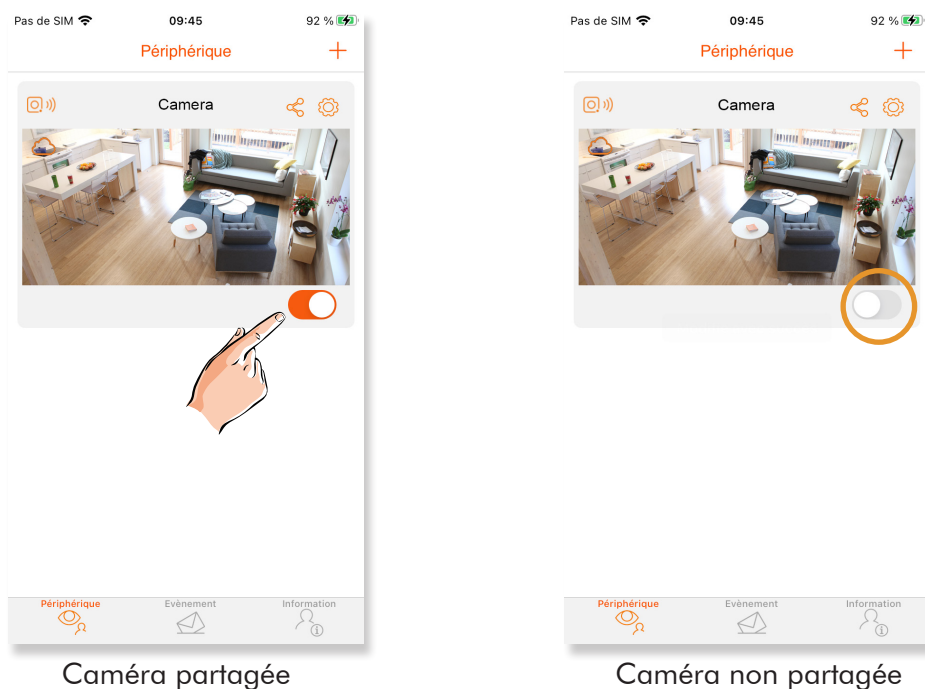 Pas de SIM 09:45 92 %
Périphérique +
Camera
Périphérique Evènement Information
Caméra partagée
Pas de SIM 09:45 92 %
Périphérique +
Camera
Périphérique Evènement Information
Caméra non partagée